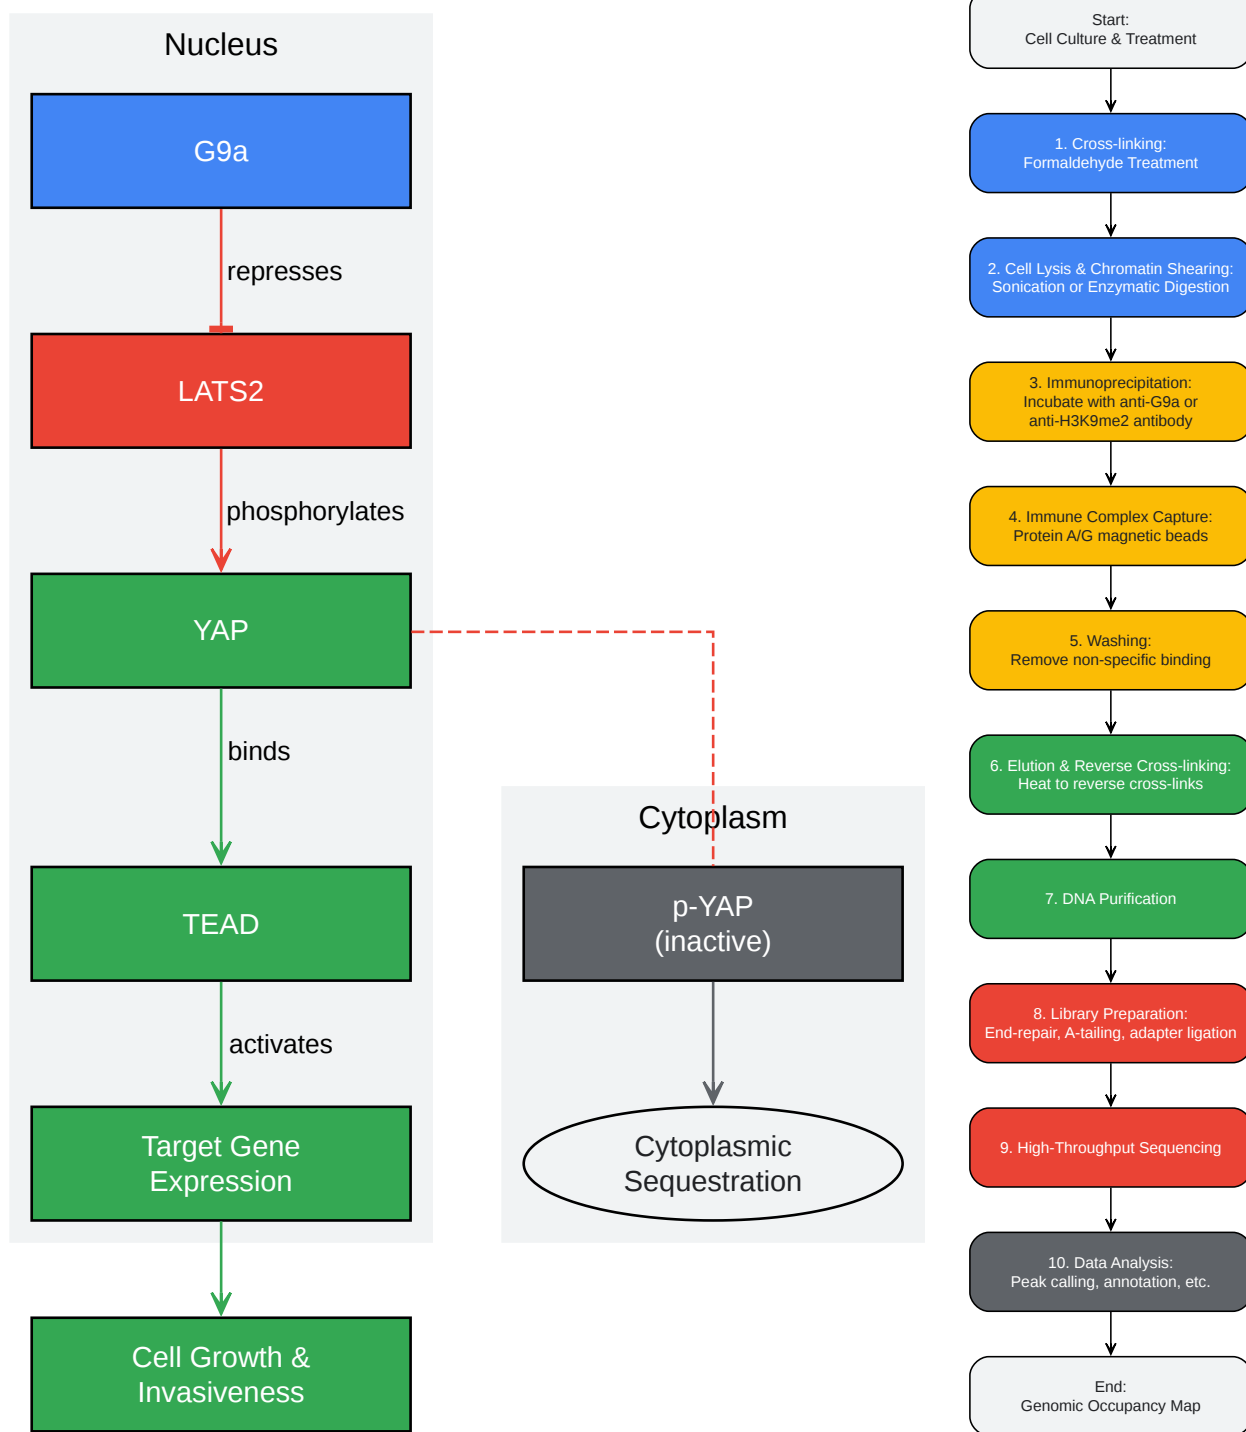 Nucleus
G9a
represses
LATS2
phosphorylates
YAP
binds
TEAD
activates
Target Gene
Expression
Cell Growth &
Invasiveness
Cytoplasm
p-YAP
(inactive)
Cytoplasmic
Sequestration
Start:
Cell Culture & Treatment
1. Cross-linking:
Formaldehyde Treatment
2. Cell Lysis & Chromatin Shearing:
Sonication or Enzymatic Digestion
3. Immunoprecipitation:
Incubate with anti-G9a or
anti-H3K9me2 antibody
4. Immune Complex Capture:
Protein A/G magnetic beads
5. Washing:
Remove non-specific binding
6. Elution & Reverse Cross-linking:
Heat to reverse cross-links
7. DNA Purification
8. Library Preparation:
End-repair, A-tailing, adapter ligation
9. High-Throughput Sequencing
10. Data Analysis:
Peak calling, annotation, etc.
End:
Genomic Occupancy Map